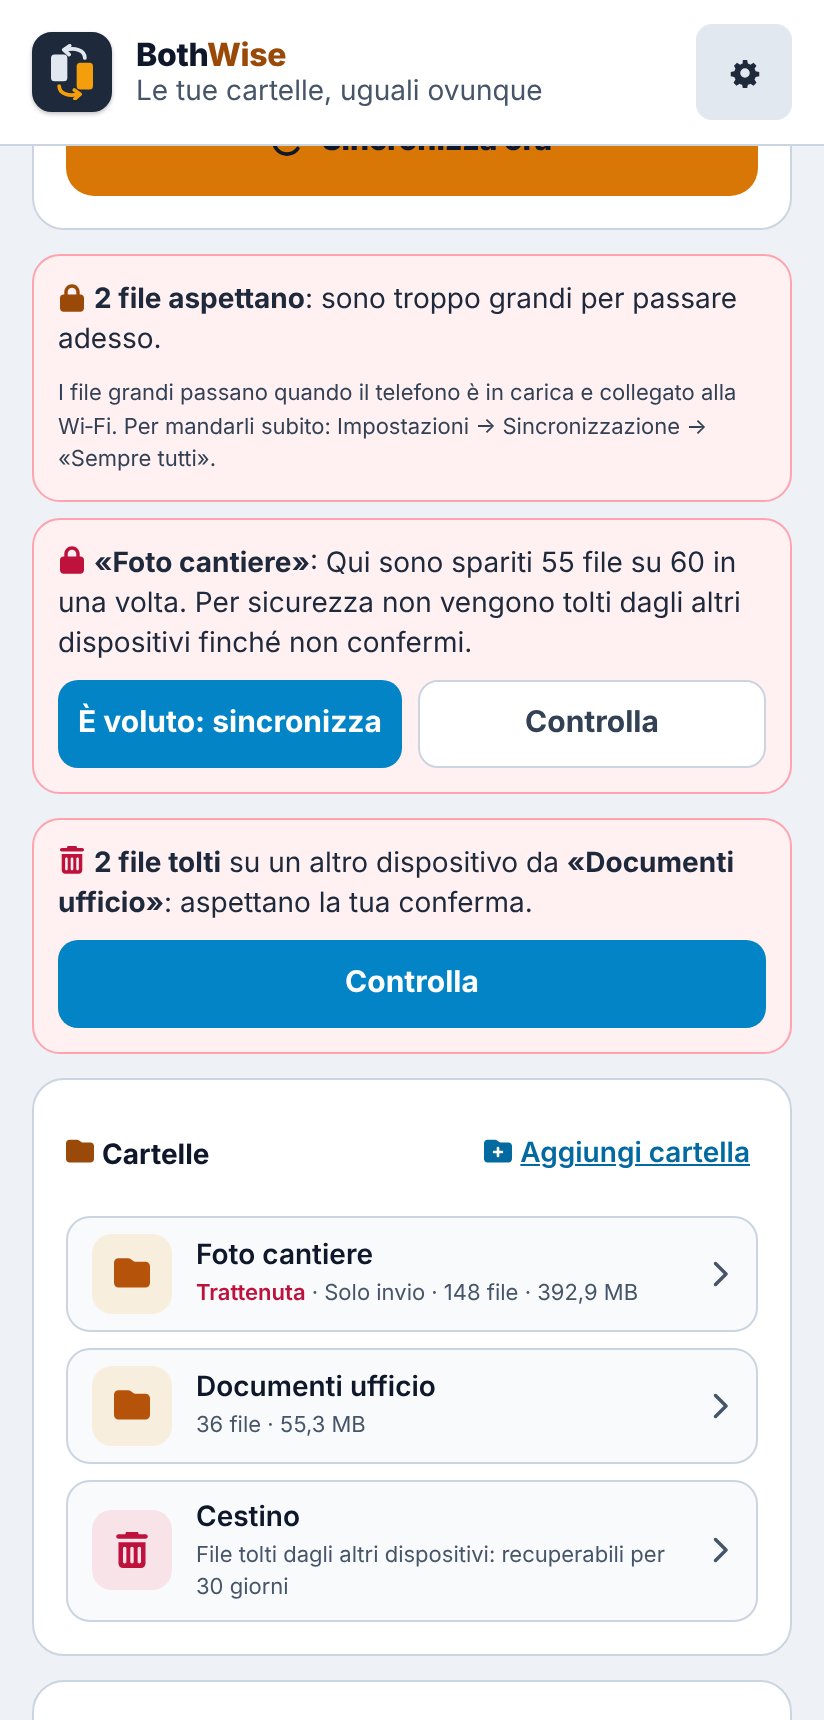 BothWise
Le tue cartelle, uguali ovunque
Sincronizza ora
2 file aspettano: sono troppo grandi per passare
adesso.
I file grandi passano quando il telefono è in carica e collegato alla
Wi-Fi. Per mandarli subito: Impostazioni → Sincronizzazione →
«Sempre tutti».
«Foto cantiere»: Qui sono spariti 55 file su 60 in
una volta. Per sicurezza non vengono tolti dagli altri
dispositivi finché non confermi.
È voluto: sincronizza
Controlla
2 file tolti su un altro dispositivo da «Documenti
ufficio»: aspettano la tua conferma.
Controlla
Cartelle
Aggiungi cartella
Foto cantiere
Trattenuta · Solo invio · 148 file · 392,9 MB
Documenti ufficio
36 file · 55,3 MB
Cestino
File tolti dagli altri dispositivi: recuperabili per
30 giorni